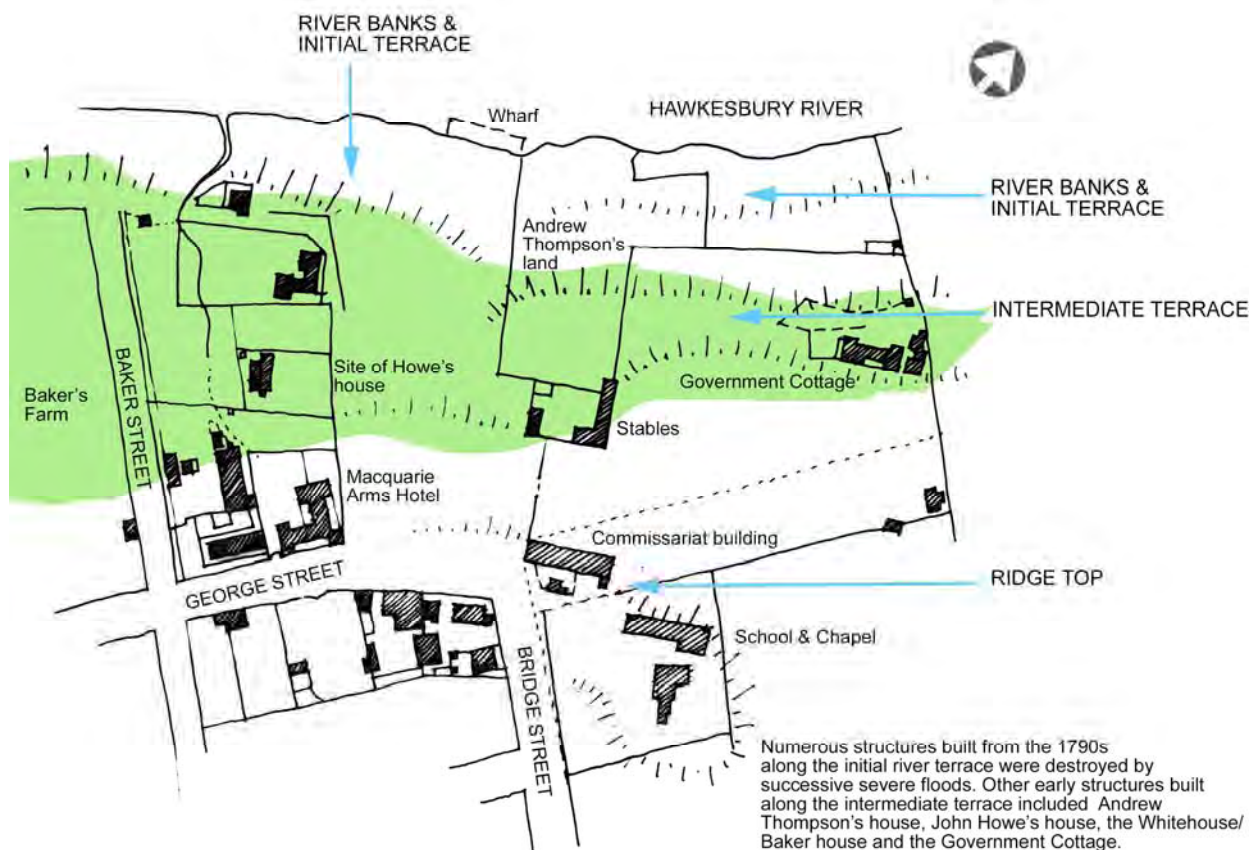 RIVER BANKS &
INITIAL TERRACE
Wharf
HAWKESBURY RIVER
RIVER BANKS &
INITIAL TERRACE
Andrew
Thompson's
land
INTERMEDIATE TERRACE
BAKER STREET
Site of Howe's
house
Government Cottage
Baker's
Farm
Stables
Macquarie
Arms Hotel
Commissariat building
GEORGE STREET
RIDGE TOP
School & Chapel
BRIDGE STREET
Numerous structures built from the 1790s
along the initial river terrace were destroyed by
successive severe floods. Other early structures built
along the intermediate terrace included  Andrew
Thompson's house, John Howe's house, the Whitehouse/
Baker house and the Government Cottage.